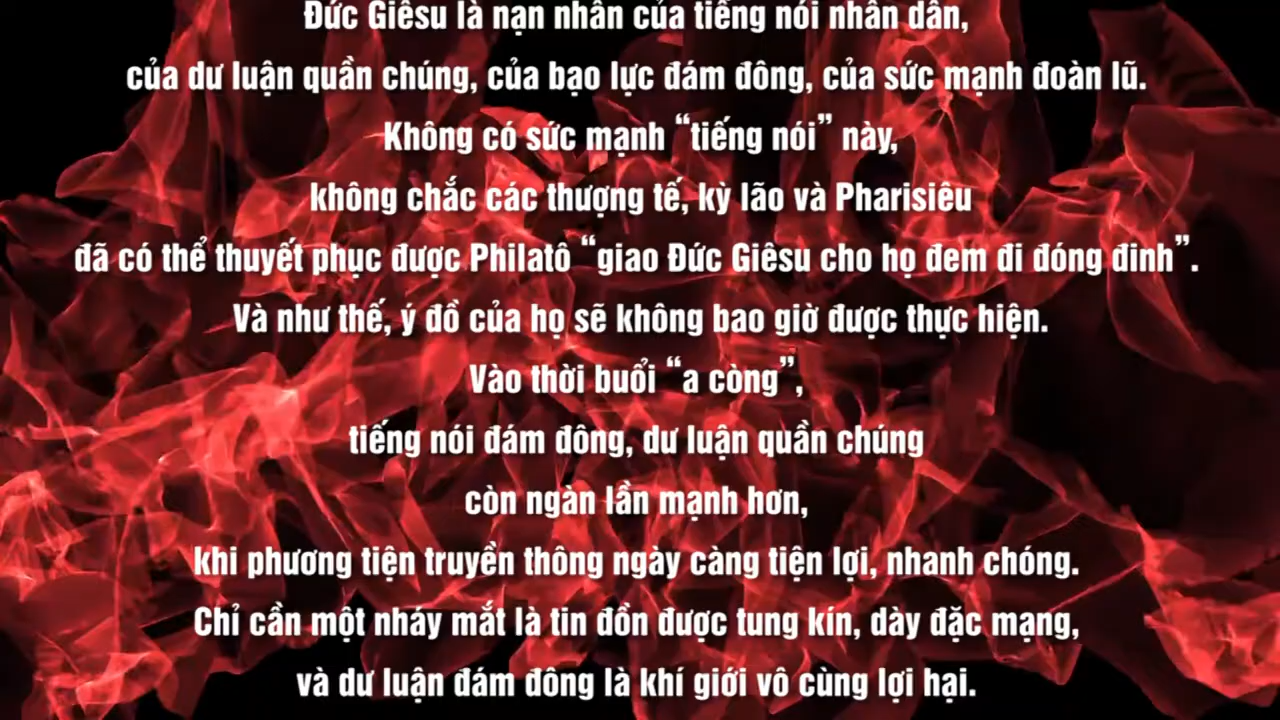 Đức Giêsu là nạn nhân của tiếng nói nhân dân,
của dư luận quần chúng, của bạo lực đám đông, của sức mạnh đoàn lũ.
Không có sức mạnh “tiếng nói” này,
không chắc các thượng tế, kỳ lão và Pharisiêu
đã có thể thuyết phục được Philatô “giao Đức Giêsu cho họ đem đi đóng đinh”.
Và như thế, ý đồ của họ sẽ không bao giờ được thực hiện.
Vào thời buổi “a còng”,
tiếng nói đám đông, dư luận quần chúng
còn ngàn lần mạnh hơn,
khi phương tiện truyền thông ngày càng tiện lợi, nhanh chóng.
Chỉ cần một nháy mắt là tin đồn được tung kín, dày đặc mạng,
và dư luận đám đông là khí giới vô cùng lợi hại.